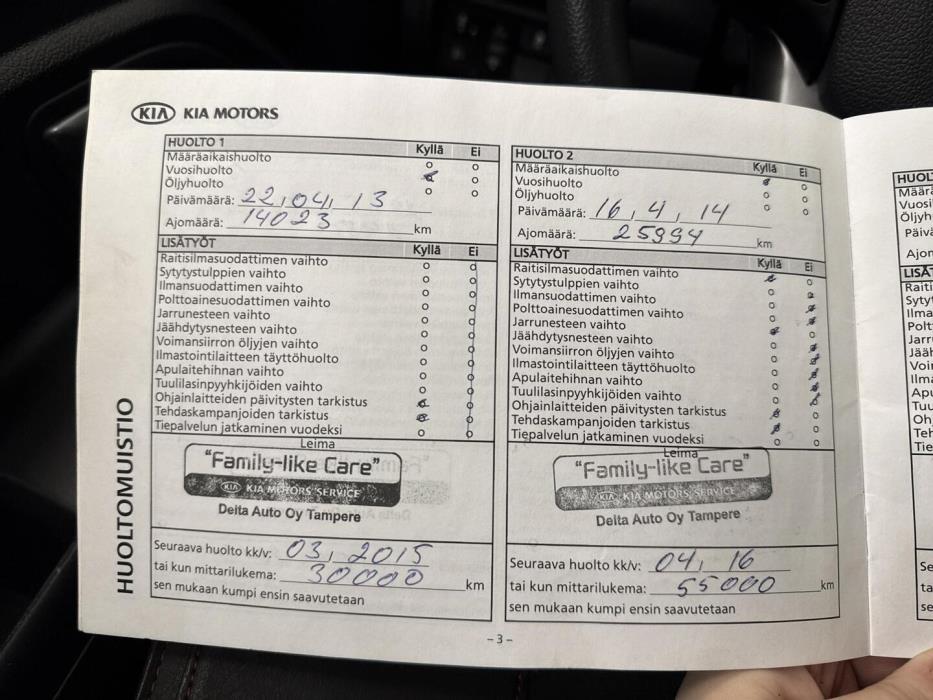 KIA KIA MOTORS
HUOLTO 1 Kyllä Ei
Määräaikaishuolto
Vuosihuolto
Öljyhuolto
Päivämäärä: 22, 04, 13
Ajomäärä: 14023 km
LISÄTYÖT Kyllä Ei
Raitisilmasuodattimen vaihto
Sytytystulppien vaihto
Ilmansuodattimen vaihto
Polttoainesuodattimen vaihto
Jarrunesteen vaihto
Jäähdytysnesteen vaihto
Voimansiirron öljyjen vaihto
Ilmastointilaitteen täyttöhuolto
Apulaitehihnan vaihto
Tuulilasinpyyhkijöiden vaihto
Ohjainlaitteiden päivitysten tarkistus
Tehdaskampanjoiden tarkistus
Tiepalvelun jatkaminen vuodeksi
Leima
"Family-like Care"
KIA KIA MOTORS SERVICE
Delta Auto Oy Tampere
Seuraava huolto kk/v: 03, 2015
tai kun mittarilukema: 30000 km
sen mukaan kumpi ensin saavutetaan
HUOLTO 2 Kyllä Ei
Määräaikaishuolto
Vuosihuolto
Öljyhuolto
Päivämäärä: 16, 4, 14
Ajomäärä: 25994 km
LISÄTYÖT Kyllä Ei
Raitisilmasuodattimen vaihto
Sytytystulppien vaihto
Ilmansuodattimen vaihto
Polttoainesuodattimen vaihto
Jarrunesteen vaihto
Jäähdytysnesteen vaihto
Voimansiirron öljyjen vaihto
Ilmastointilaitteen täyttöhuolto
Apulaitehihnan vaihto
Tuulilasinpyyhkijöiden vaihto
Ohjainlaitteiden päivitysten tarkistus
Tehdaskampanjoiden tarkistus
Tiepalvelun jatkaminen vuodeksi
Leima
"Family-like Care"
KIA KIA MOTORS SERVICE
Delta Auto Oy Tampere
Seuraava huolto kk/v: 04, 16
tai kun mittarilukema: 55000 km
sen mukaan kumpi ensin saavutetaan
HUOLTOMUISTIO
- 3 -